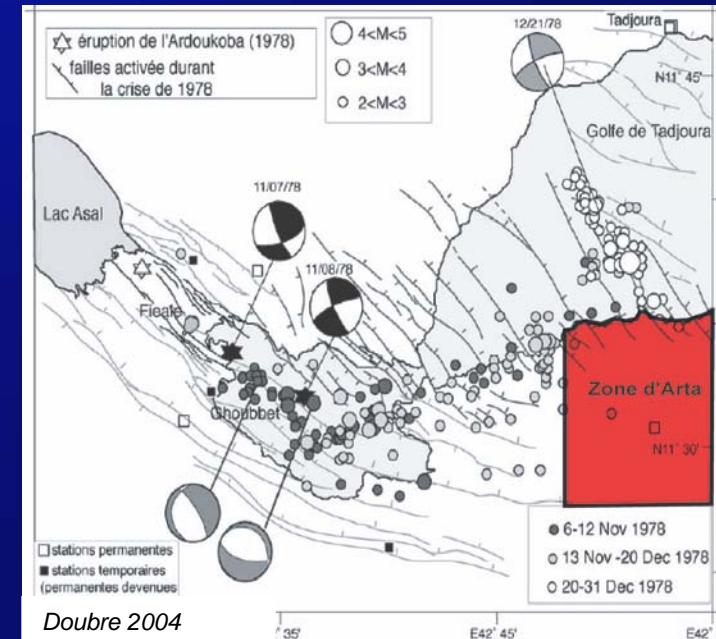 éruption de l'Ardoukoba (1978)
failles activée durant
la crise de 1978
4<M<5
3<M<4
2<M<3
12/21/78
Tadjoura
N11° 45'
Golfe de Tadjoura
11/07/78
Lac Asal
11/08/78
Fieale
Ghoubbet
Zone d'Arta
N11° 30'
stations permanentes
stations temporaires
(permanentes devenues
6-12 Nov 1978
13 Nov -20 Dec 1978
20-31 Dec 1978
Doubre 2004
35'
E42° 45'
E42°